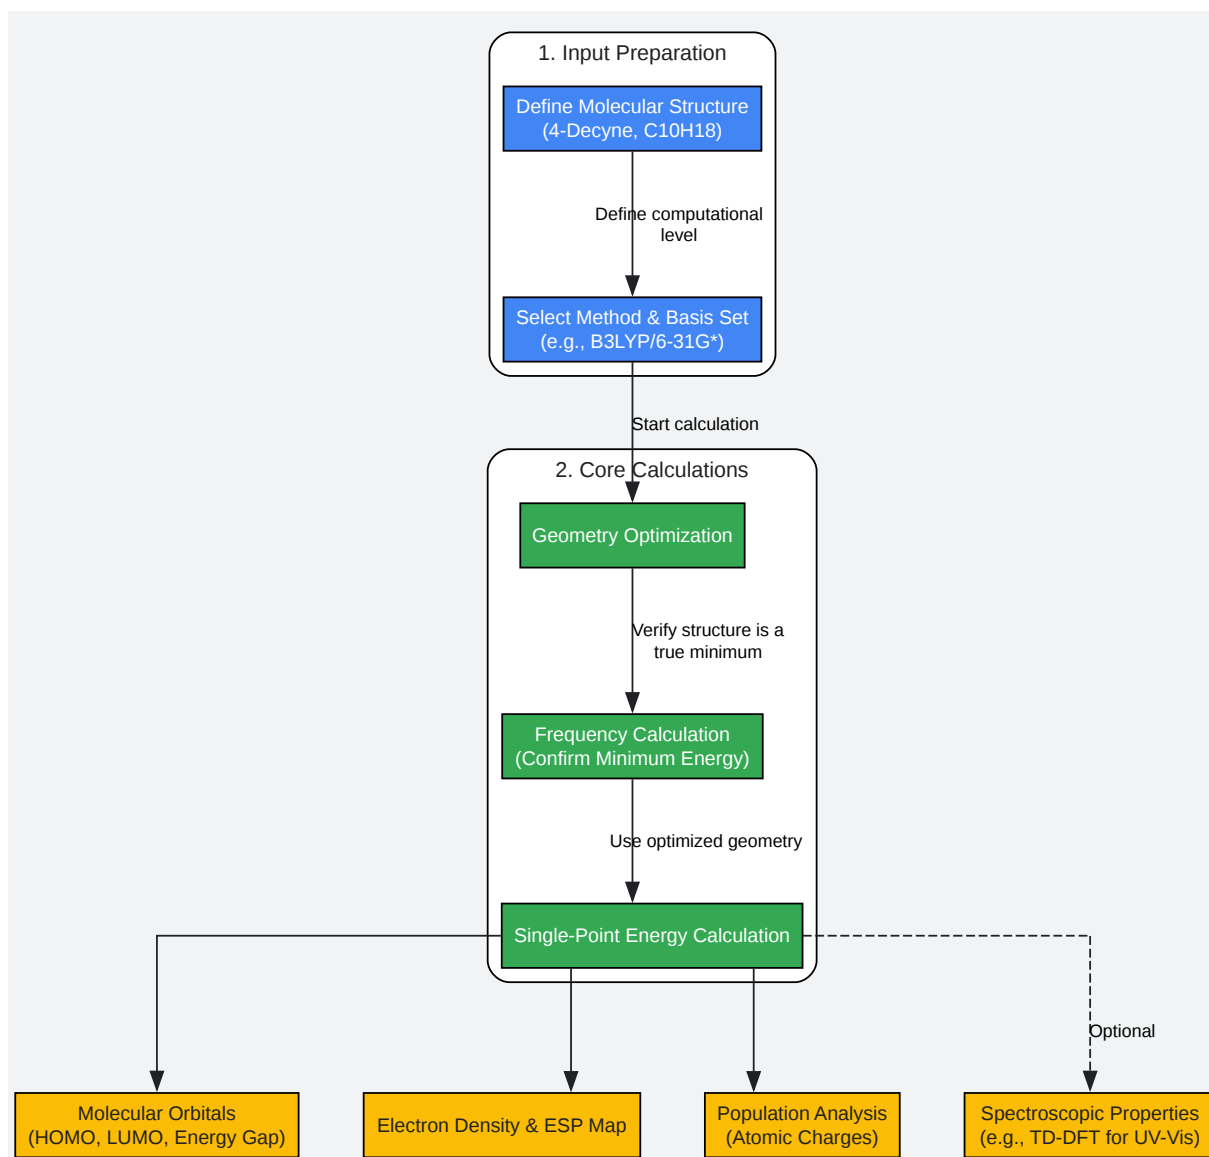 1. Input Preparation
Define Molecular Structure
(4-Decyne, C10H18)
Define computational
level
Select Method & Basis Set
(e.g., B3LYP/6-31G*)
Start calculation
2. Core Calculations
Geometry Optimization
Verify structure is a
true minimum
Frequency Calculation
(Confirm Minimum Energy)
Use optimized geometry
Single-Point Energy Calculation
Optional
Molecular Orbitals
(HOMO, LUMO, Energy Gap)
Electron Density & ESP Map
Population Analysis
(Atomic Charges)
Spectroscopic Properties
(e.g., TD-DFT for UV-Vis)